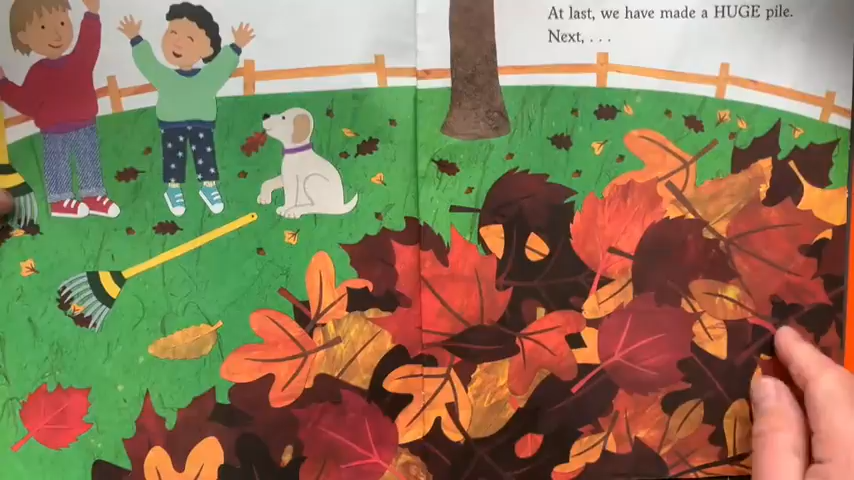 At last, we have made a HUGE pile.
Next, . . .